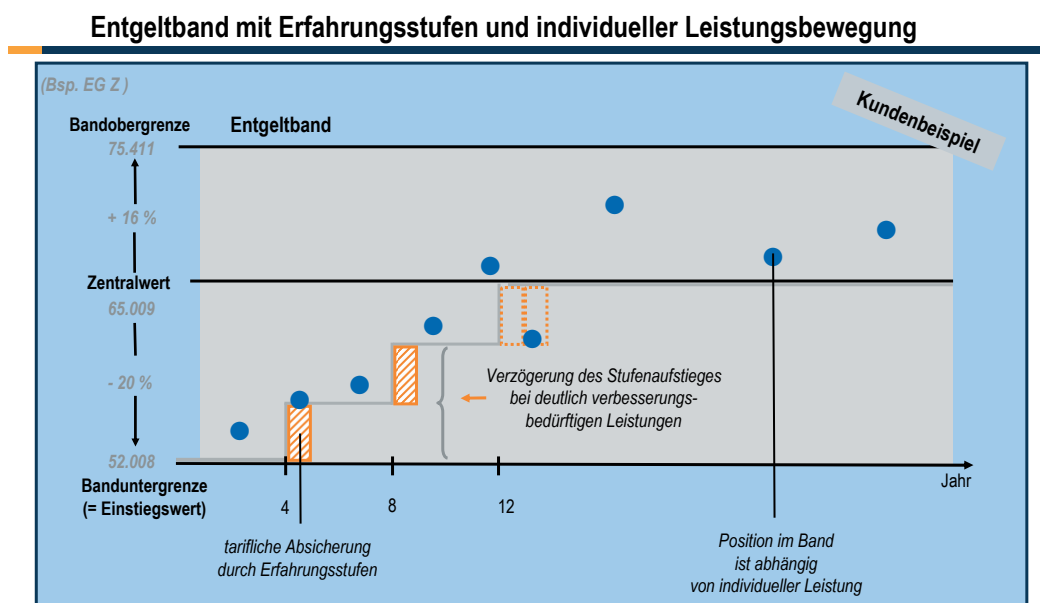 Entgeltband mit Erfahrungsstufen und individueller Leistungsbewegung
(Bsp. EG Z )
Kundenbeispiel
Bandobergrenze
Entgeltband
75.411
+ 16 %
Zentralwert
65.009
- 20 %
Verzögerung des Stufenaufstieges
bei deutlich verbesserungs-
bedürftigen Leistungen
52.008
Banduntergrenze
(= Einstiegswert)
4
8
12
Jahr
tarifliche Absicherung
durch Erfahrungsstufen
Position im Band
ist abhängig
von individueller Leistung